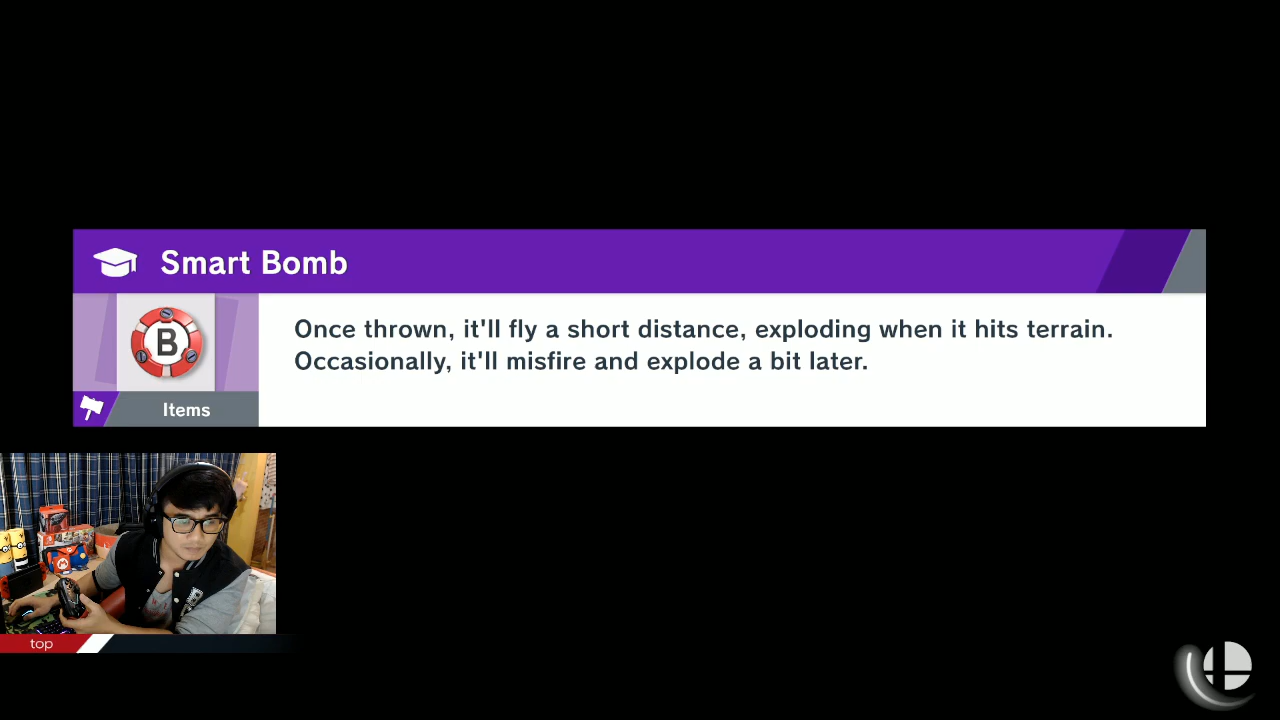 Smart Bomb
B
Once thrown, it'll fly a short distance, exploding when it hits terrain.
Occasionally, it'll misfire and explode a bit later.
Items
top